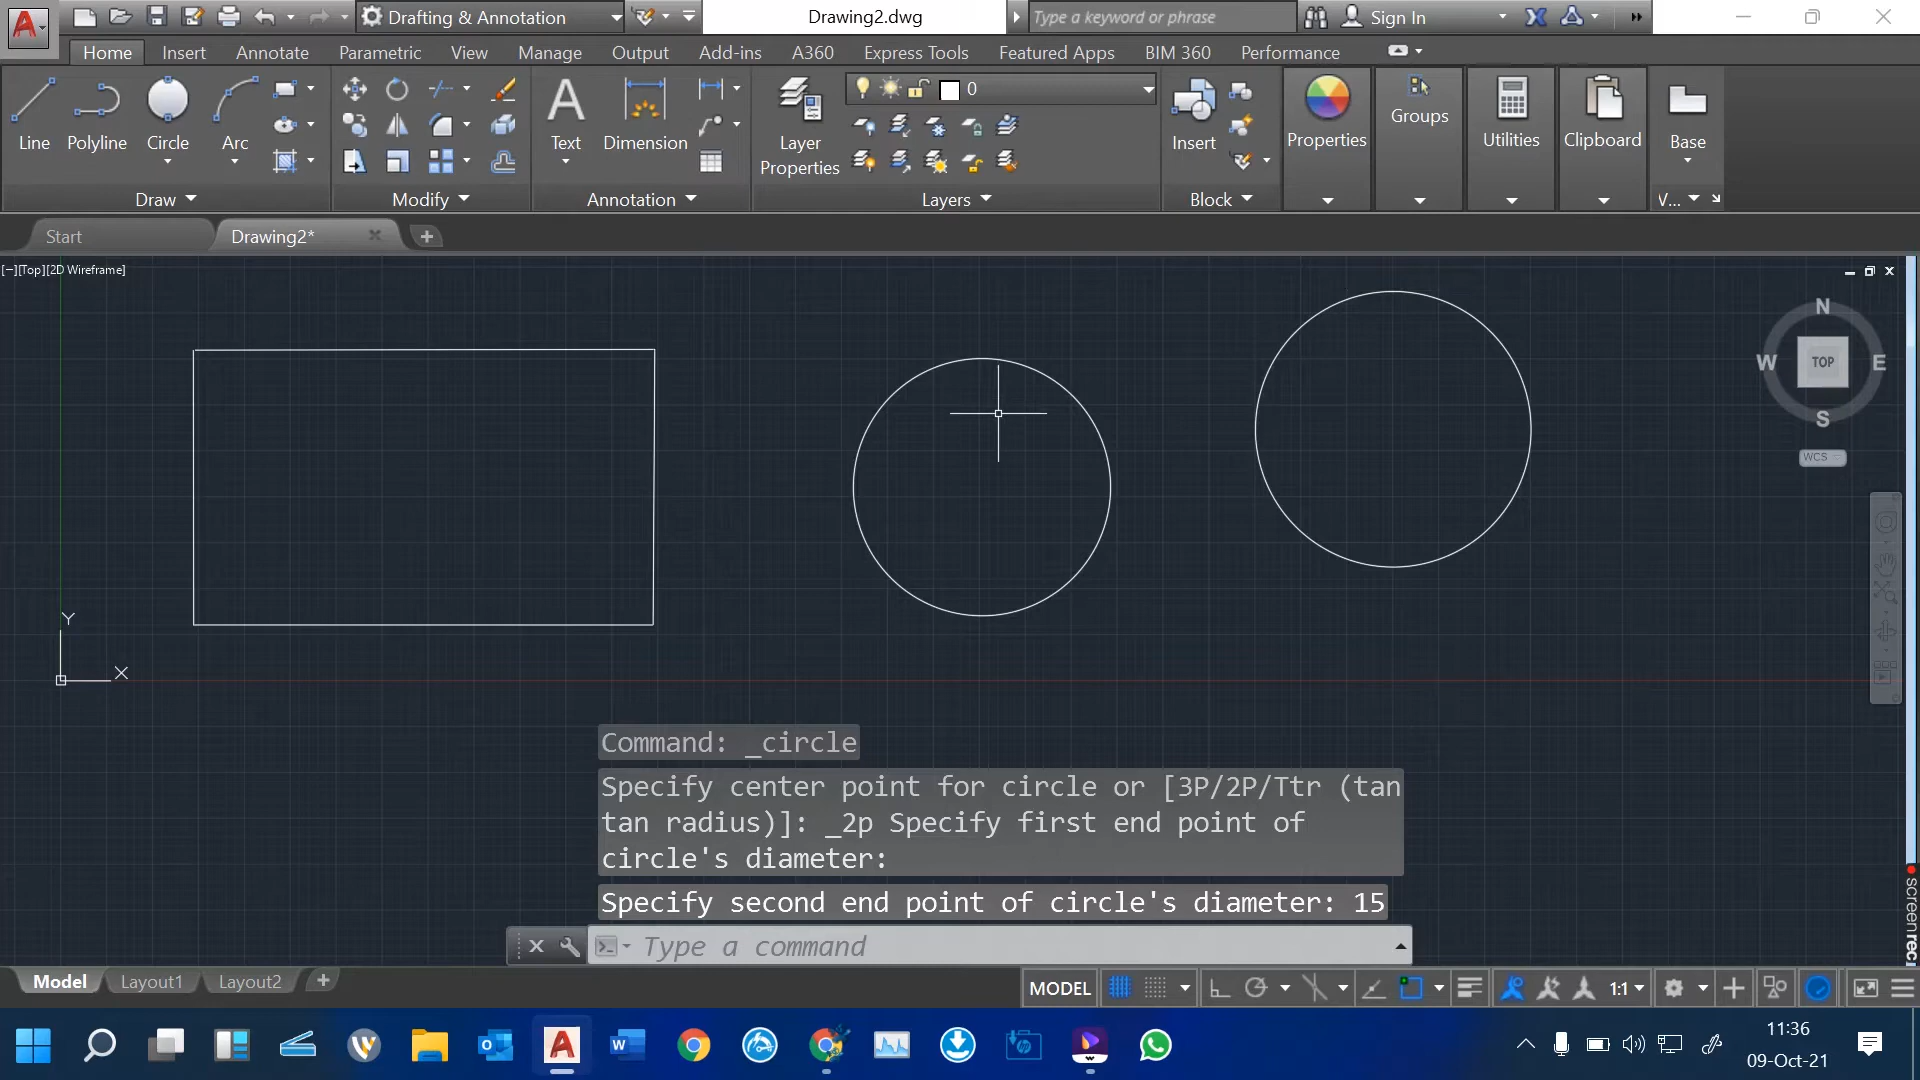 Drafting & Annotation
Drawing2.dwg
Type a keyword or phrase
Sign In
Home
Insert
Annotate
Parametric
View
Manage
Output
Add-ins
A360
Express Tools
Featured Apps
BIM 360
Performance
Line
Polyline
Circle
Arc
Text
Dimension
Layer
Properties
0
Insert
Properties
Groups
Utilities
Clipboard
Base
Draw
Modify
Annotation
Layers
Block
V...
Start
Drawing2*
[−][Top][2D Wireframe]
N
W
TOP
E
S
WCS
Y
X
Command: _circle
Specify center point for circle or [3P/2P/Ttr (tan
tan radius)]: _2p Specify first end point of
circle's diameter:
Specify second end point of circle's diameter: 15
Type a command
screenrec
Model
Layout1
Layout2
MODEL
1:1
11:36
09-Oct-21